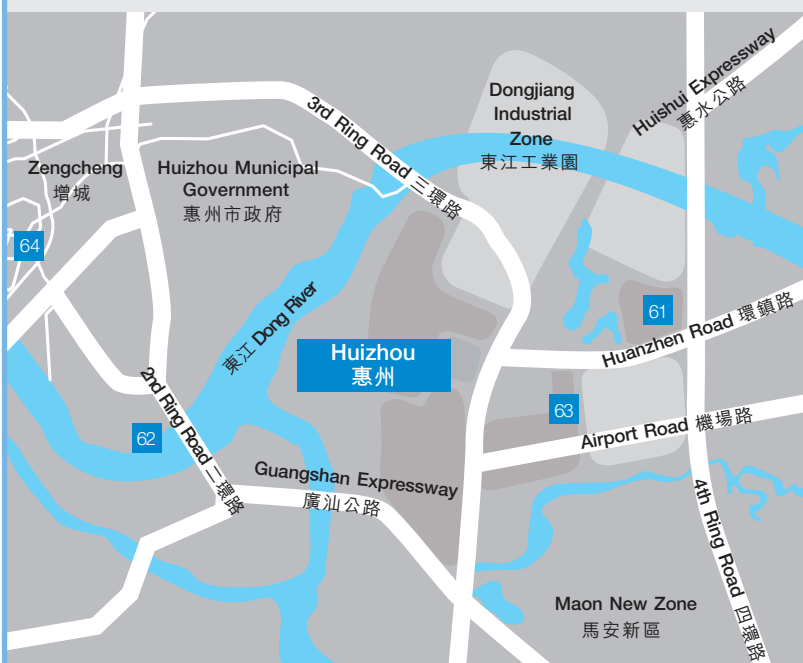 Huishui Expressway
惠水公路
Dongjiang
Industrial
Zone
東江工業園
3rd Ring Road 三環路
Zengcheng
增城
Huizhou Municipal
Government
惠州市政府
64
東江 Dong River
61
Huanzhen Road 環鎮路
Huizhou
惠州
2nd Ring Road 二環路
62
63
Airport Road 機場路
Guangshan Expressway
廣汕公路
4th Ring Road 四環路
Maon New Zone
馬安新區